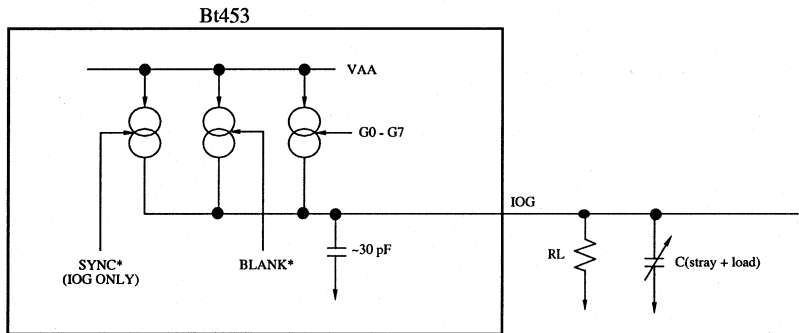 Bt453
VAA
G0 - G7
IOG
SYNC*
(IOG ONLY)
BLANK*
~30 pF
RL
C(stray + load)